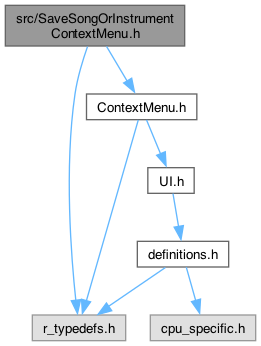 src/SaveSongOrInstrument
ContextMenu.h
ContextMenu.h
UI.h
definitions.h
r_typedefs.h
cpu_specific.h